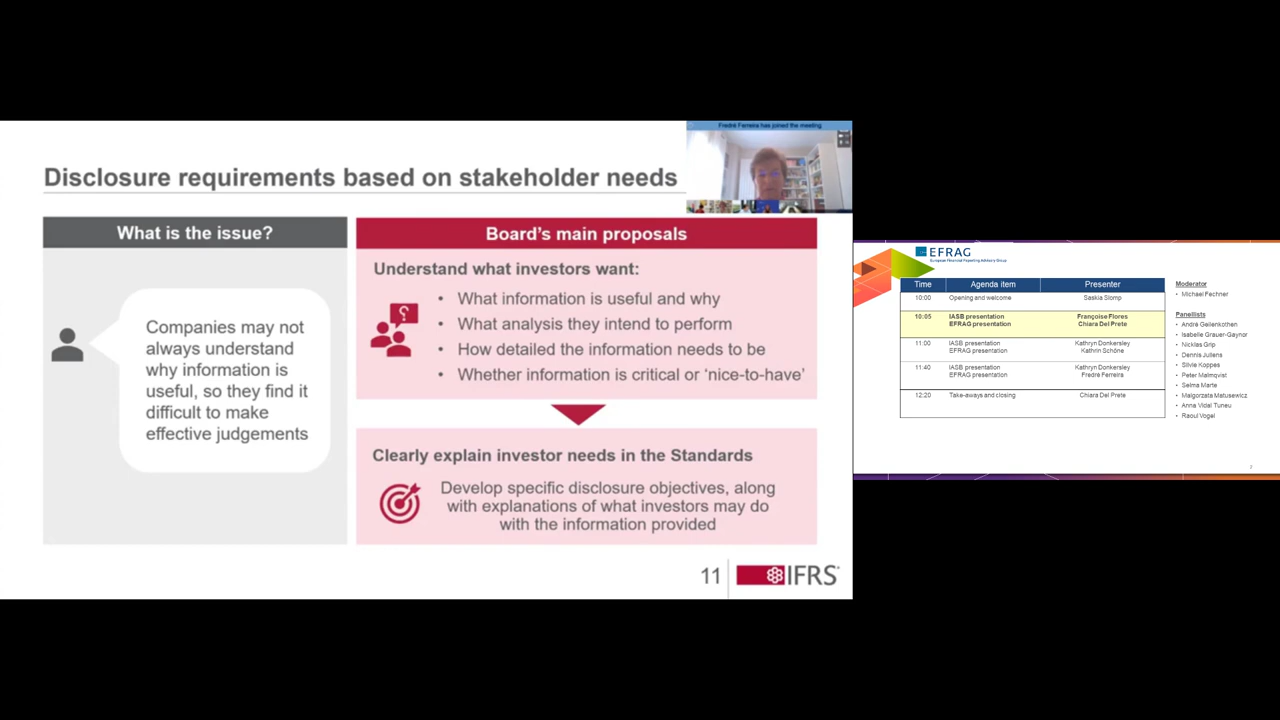 Fredré Ferreira has joined the meeting
Disclosure requirements based on stakeholder needs
What is the issue?
Companies may not
always understand
why information is
useful, so they find it
difficult to make
effective judgements
Board's main proposals
Understand what investors want:
• What information is useful and why
• What analysis they intend to perform
• How detailed the information needs to be
• Whether information is critical or 'nice-to-have'
Clearly explain investor needs in the Standards
Develop specific disclosure objectives, along
with explanations of what investors may do
with the information provided
11
IFRS
EFRAG
European Financial Reporting Advisory Group
Time Agenda item Presenter
10:00 Opening and welcome Saskia Slomp
10:05 IASB presentation Françoise Flores
EFRAG presentation Chiara Del Prete
11:00 IASB presentation Kathryn Donkersley
EFRAG presentation Kathrin Schöne
11:40 IASB presentation Kathryn Donkersley
EFRAG presentation Fredré Ferreira
12:20 Take-aways and closing Chiara Del Prete
Moderator
• Michael Fechner
Panellists
• André Geilenkothen
• Isabelle Grauer-Gaynor
• Nickles Grip
• Dennis Jullens
• Silvie Koppes
• Peter Malmqvist
• Selma Marte
• Malgorzata Matusewicz
• Anna Vidal Tuneu
• Raoul Vogel
2